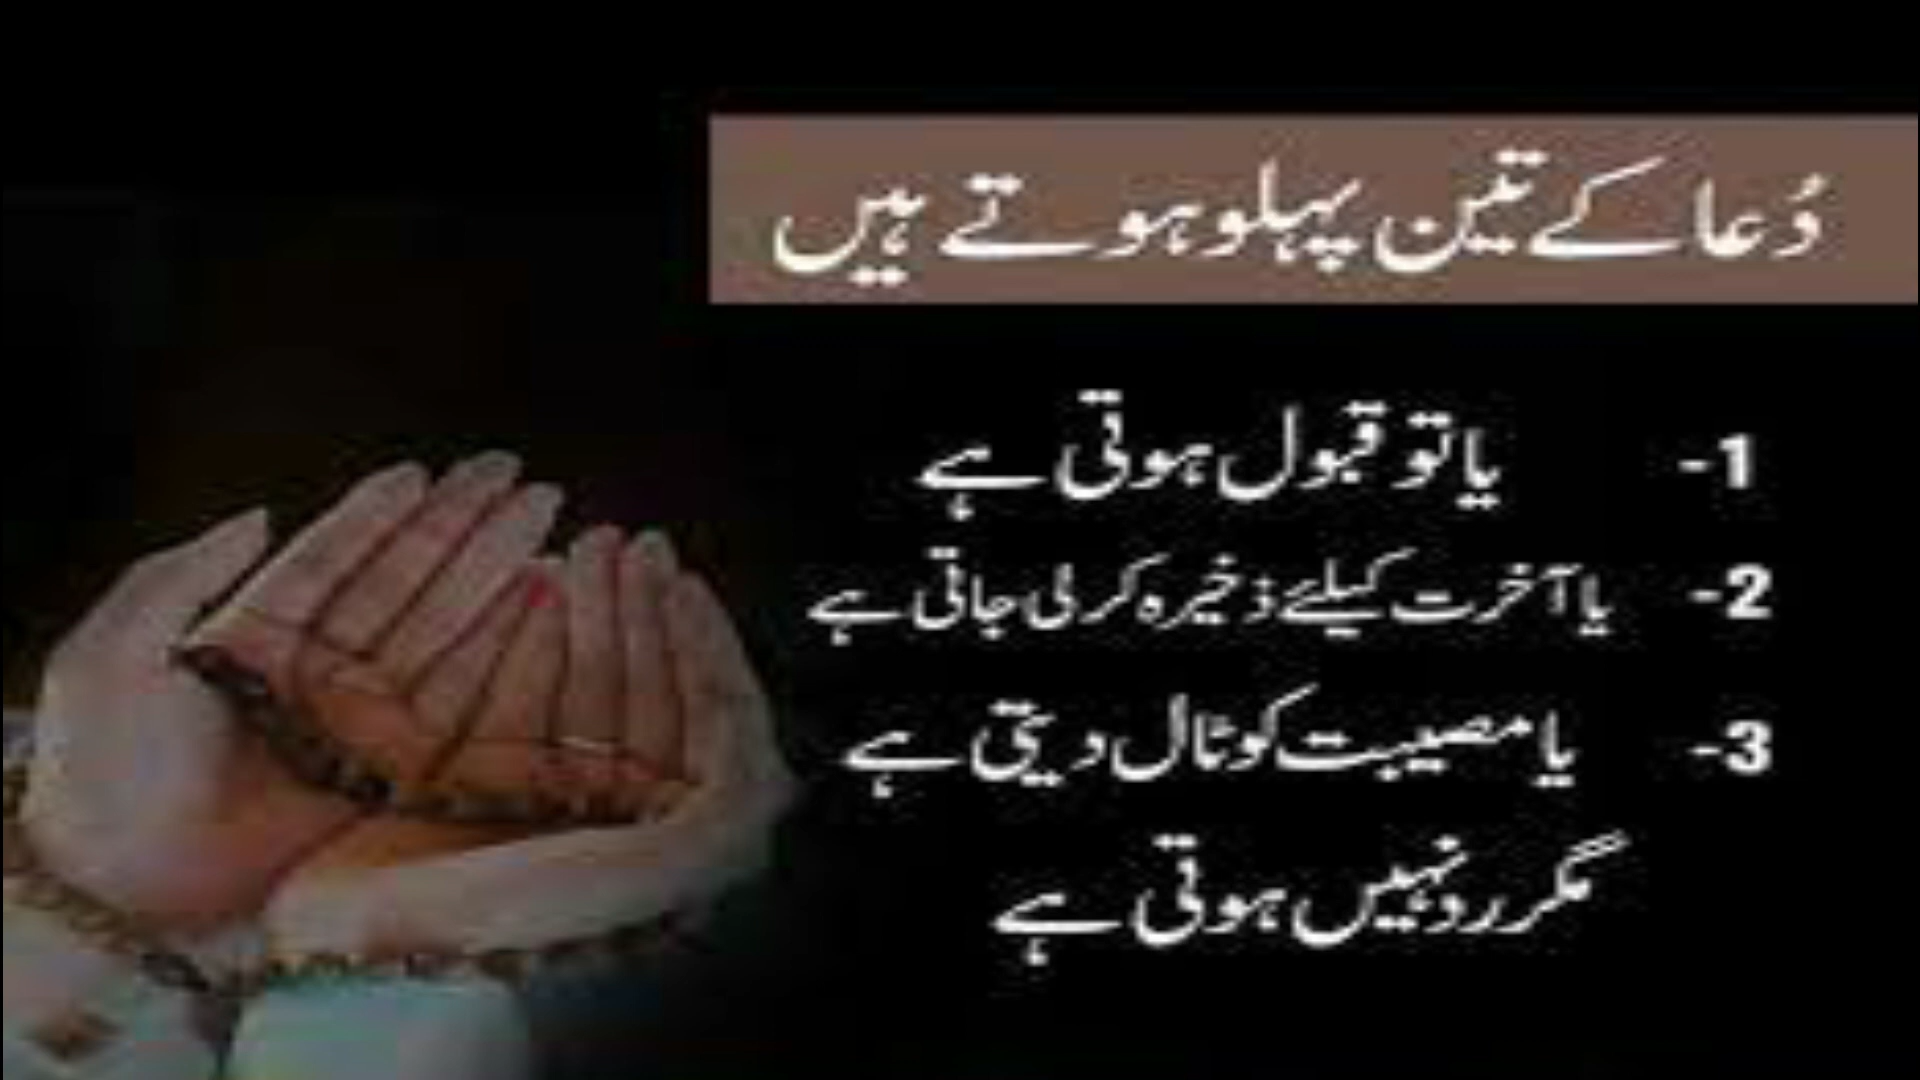 دُعا کے تین پہلو ہوتے ہیں
1- یا تو قبول ہوتی ہے
2- یا آخرت کیلئے ذخیرہ کر لی جاتی ہے
3- یا مصیبت کو ٹال دیتی ہے
مگر رد نہیں ہوتی ہے